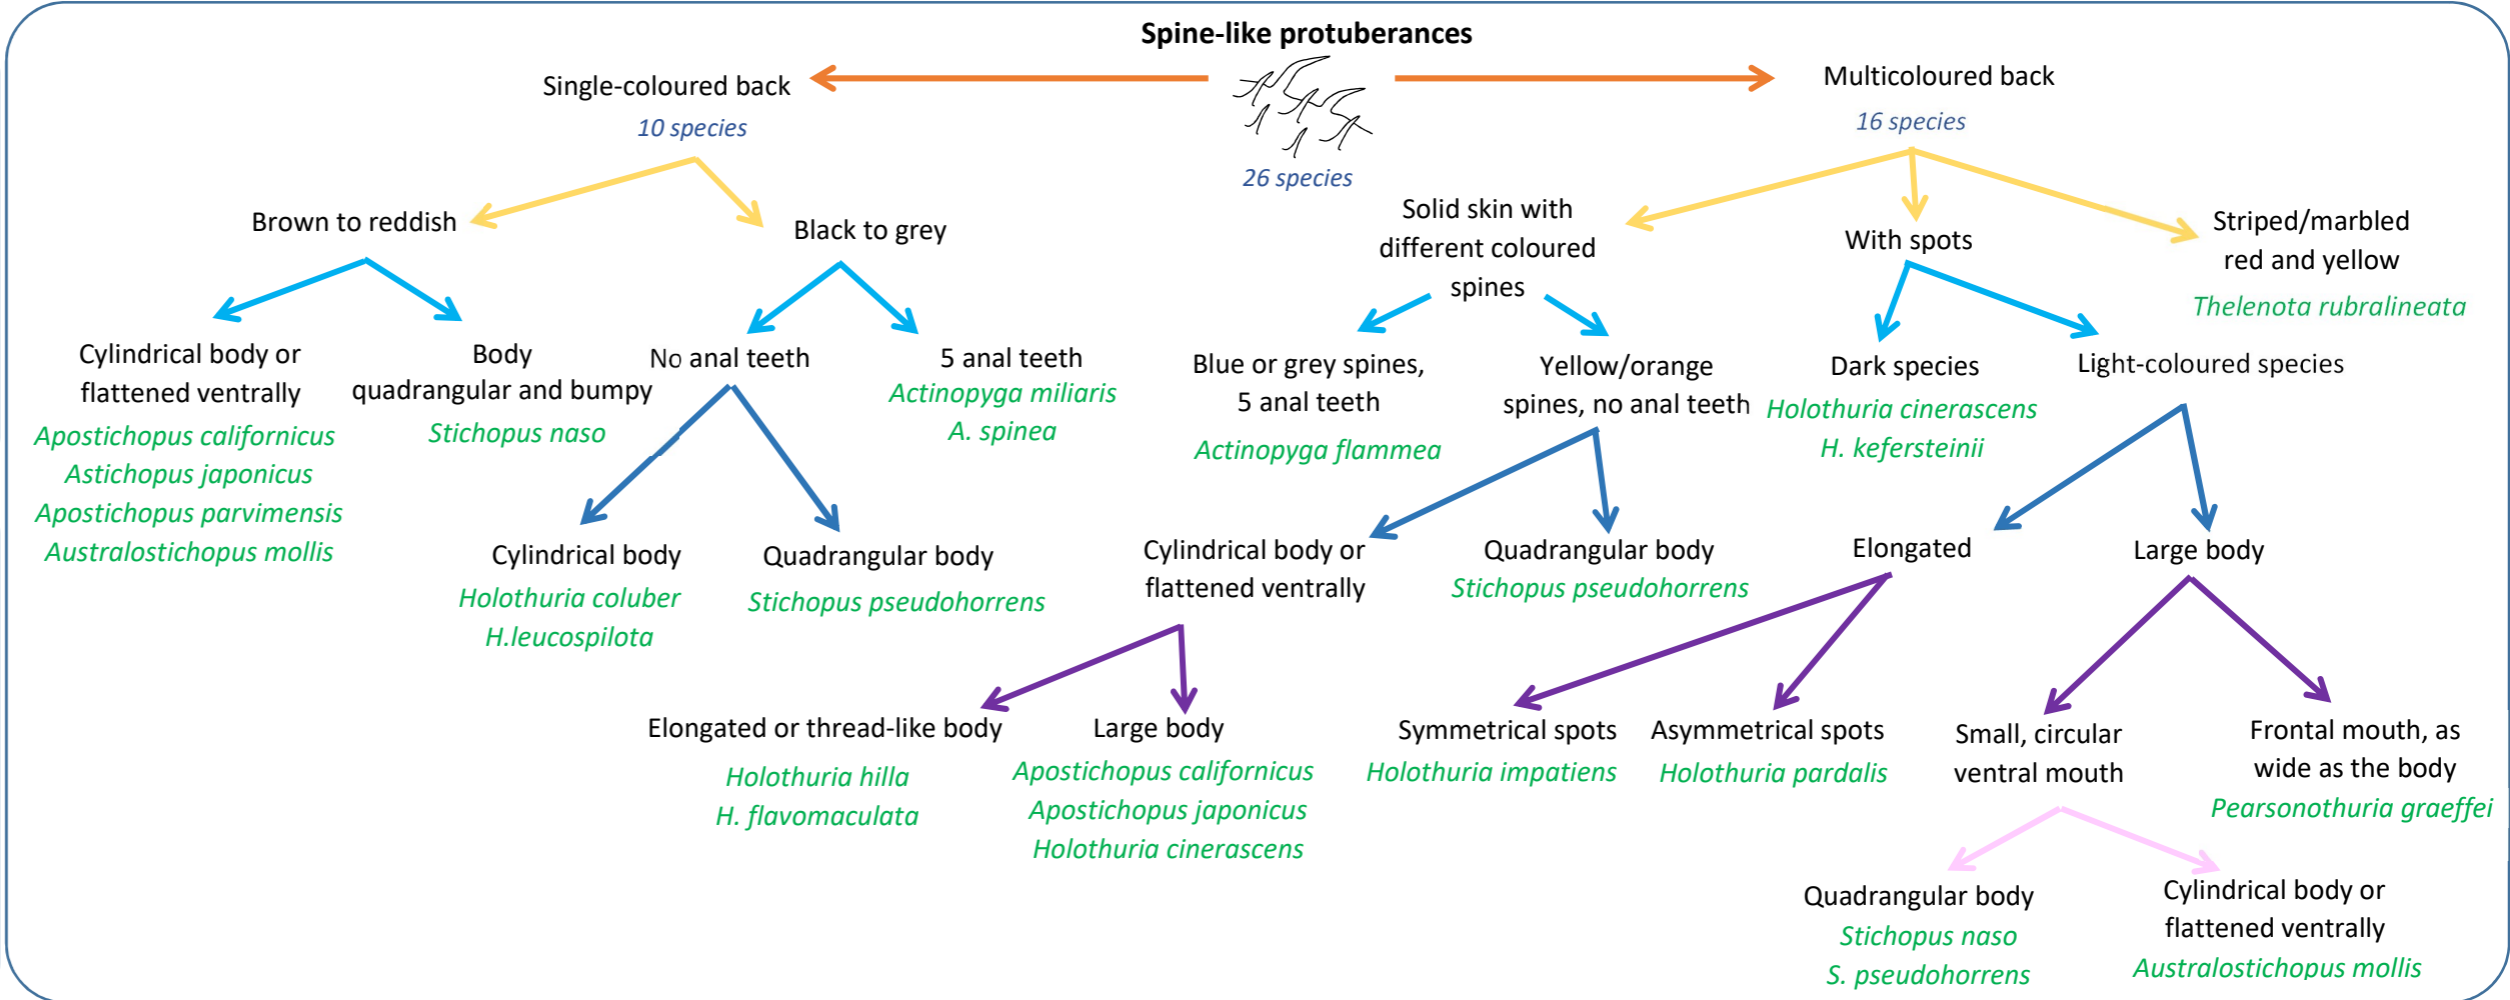 Spine-like protuberances
26 species
Single-coloured back
10 species
Brown to reddish
Cylindrical body or
flattened ventrally
Apostichopus californicus
Astichopus japonicus
Apostichopus parvimensis
Australostichopus mollis
Body
quadrangular and bumpy
Stichopus naso
Black to grey
No anal teeth
Cylindrical body
Holothuria coluber
H.leucospilota
Quadrangular body
Stichopus pseudohorrens
5 anal teeth
Actinopyga miliaris
A. spinea
Multicoloured back
16 species
Solid skin with
different coloured
spines
Blue or grey spines,
5 anal teeth
Actinopyga flammea
Yellow/orange
spines, no anal teeth
Cylindrical body or
flattened ventrally
Elongated or thread-like body
Holothuria hilla
H. flavomaculata
Large body
Apostichopus californicus
Apostichopus japonicus
Holothuria cinerascens
Quadrangular body
Stichopus pseudohorrens
With spots
Dark species
Holothuria cinerascens
H. kefersteinii
Light-coloured species
Elongated
Symmetrical spots
Holothuria impatiens
Asymmetrical spots
Holothuria pardalis
Large body
Small, circular
ventral mouth
Quadrangular body
Stichopus naso
S. pseudohorrens
Cylindrical body or
flattened ventrally
Australostichopus mollis
Frontal mouth, as
wide as the body
Pearsonothuria graeffei
Striped/marbled
red and yellow
Thelenota rubralineata